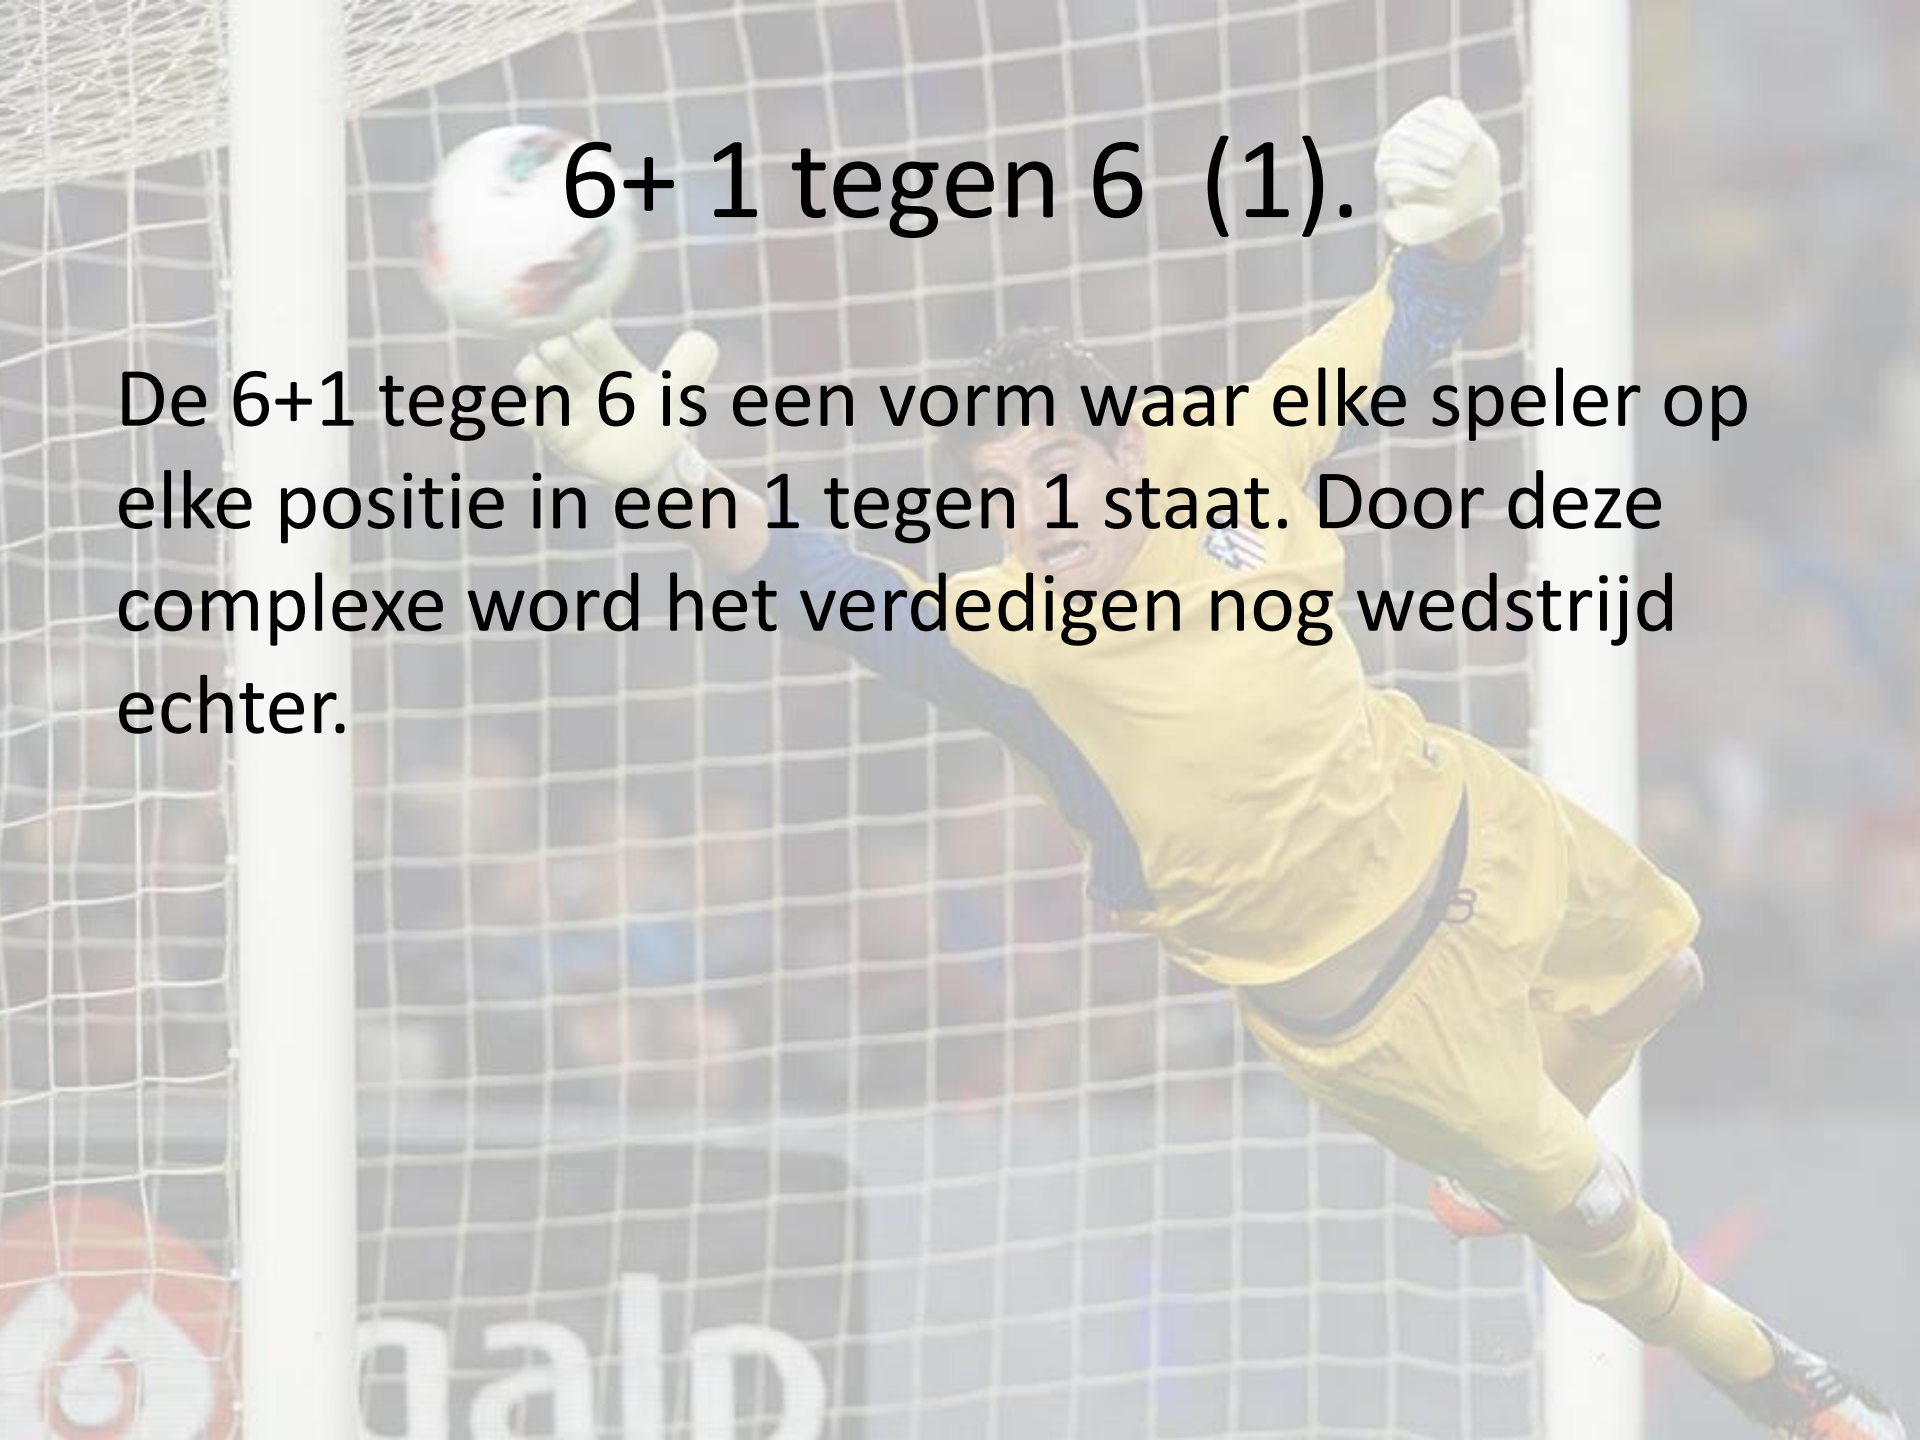 6+ 1 tegen 6  (1).
De 6+1 tegen 6 is een vorm waar elke speler op
elke positie in een 1 tegen 1 staat. Door deze
complexe word het verdedigen nog wedstrijd
echter.
galp